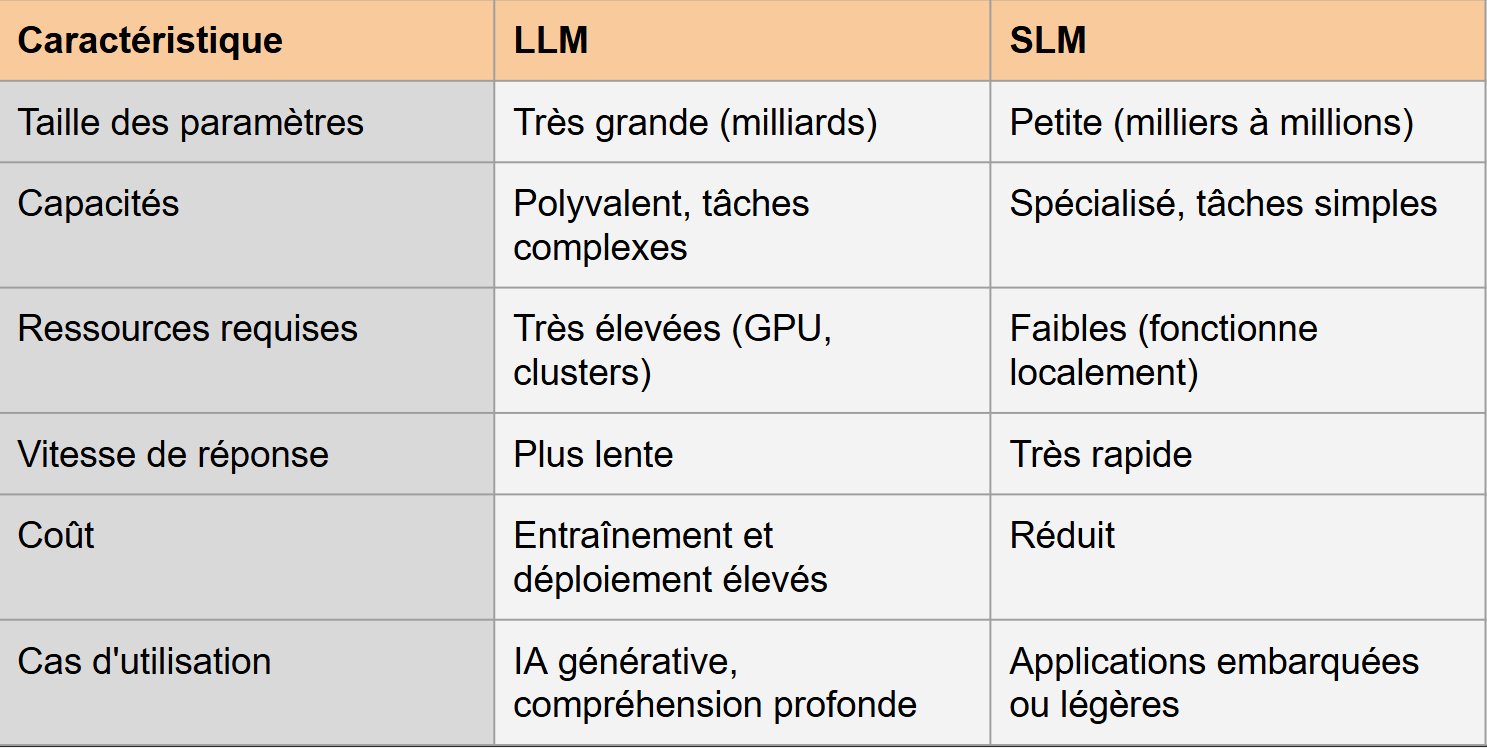 Caractéristique LLM SLM
Taille des paramètres Très grande (milliards) Petite (milliers à millions)
Capacités Polyvalent, tâches Spécialisé, tâches simples
complexes
Ressources requises Très élevées (GPU, Faibles (fonctionne
clusters) localement)
Vitesse de réponse Plus lente Très rapide
Coût Entraînement et Réduit
déploiement élevés
Cas d'utilisation IA générative, Applications embarquées
compréhension profonde ou légères